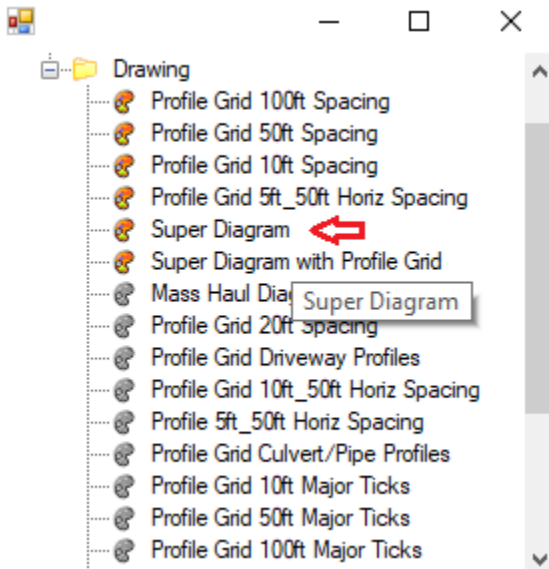 Drawing
Profile Grid 100ft Spacing
Profile Grid 50ft Spacing
Profile Grid 10ft Spacing
Profile Grid 5ft_50ft Horiz Spacing
Super Diagram
Super Diagram with Profile Grid
Mass Haul Dia
Super Diagram
Profile Grid 20ft Spacing
Profile Grid Driveway Profiles
Profile Grid 10ft_50ft Horiz Spacing
Profile 5ft_50ft Horiz Spacing
Profile Grid Culvert/Pipe Profiles
Profile Grid 10ft Major Ticks
Profile Grid 50ft Major Ticks
Profile Grid 100ft Major Ticks